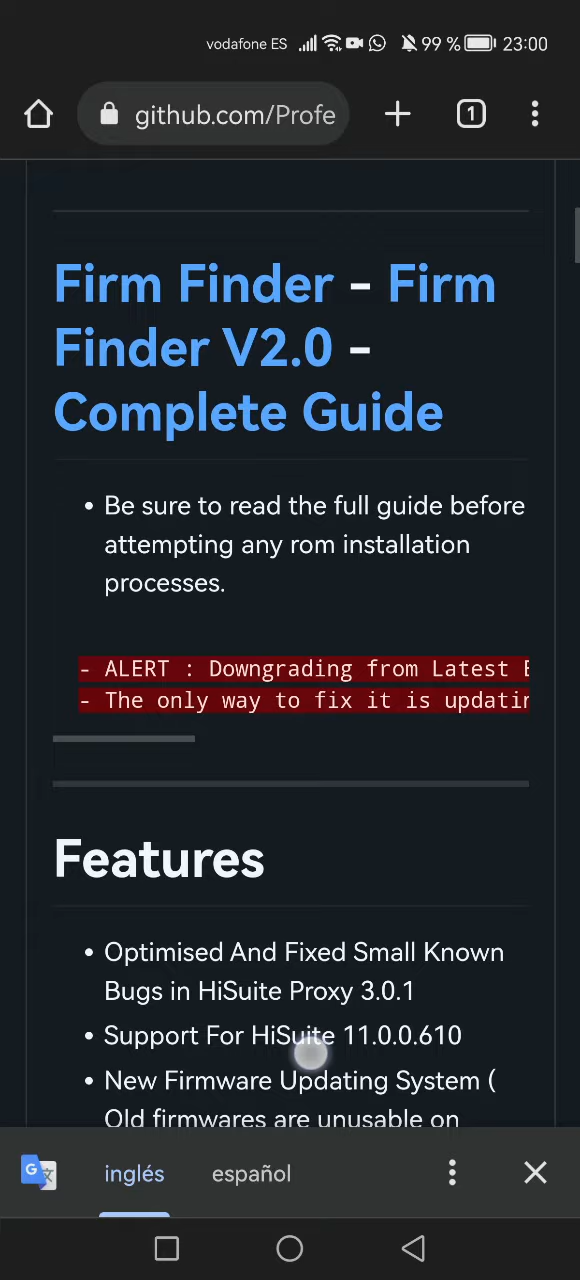 vodafone ES 99 % 23:00
github.com/Profe 1
Firm Finder - Firm
Finder V2.0 -
Complete Guide
• Be sure to read the full guide before
attempting any rom installation
processes.
- ALERT : Downgrading from Latest
- The only way to fix it is updatin
Features
• Optimised And Fixed Small Known
Bugs in HiSuite Proxy 3.0.1
• Support For HiSuite 11.0.0.610
• New Firmware Updating System (
Old firmwares are unusable on
G inglés español